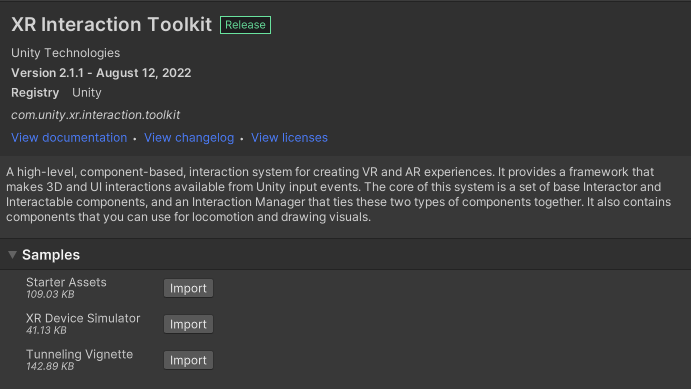 XR Interaction Toolkit Release
Unity Technologies
Version 2.1.1 - August 12, 2022
Registry Unity
com.unity.xr.interaction.toolkit
View documentation • View changelog • View licenses
A high-level, component-based, interaction system for creating VR and AR experiences. It provides a framework that
makes 3D and UI interactions available from Unity input events. The core of this system is a set of base Interactor and
Interactable components, and an Interaction Manager that ties these two types of components together. It also contains
components that you can use for locomotion and drawing visuals.
Samples
Starter Assets
109.03 KB
Import
XR Device Simulator
41.13 KB
Import
Tunneling Vignette
142.89 KB
Import